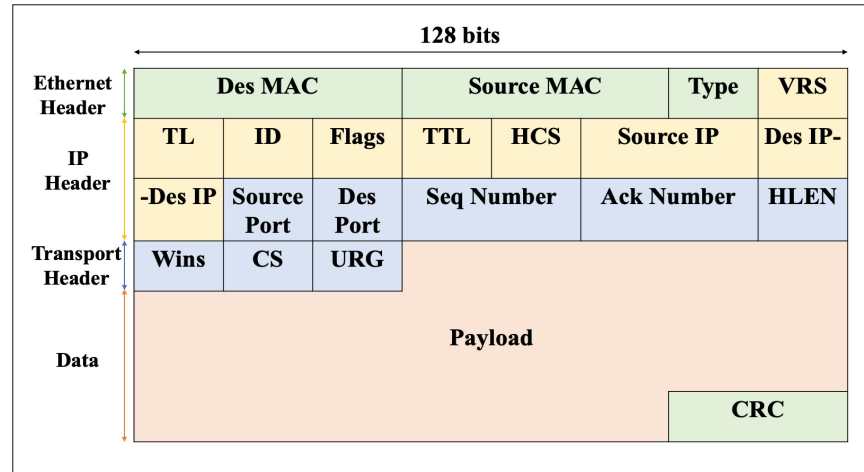 128 bits
Ethernet
Header
Des MAC
Source MAC
Type
VRS
IP
Header
TL
ID
Flags
TTL
HCS
Source IP
Des IP-
-Des IP
Source
Port
Des
Port
Seq Number
Ack Number
HLEN
Transport
Header
Wins
CS
URG
Data
Payload
CRC